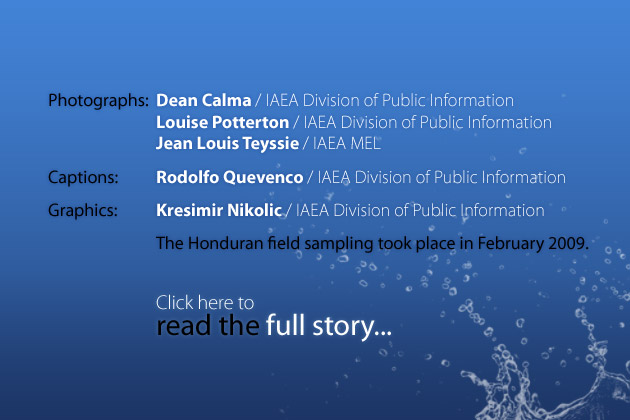 Photographs: Dean Calma / IAEA Division of Public Information
Louise Potterton / IAEA Division of Public Information
Jean Louis Teyssie / IAEA MEL
Captions: Rodolfo Quevenco / IAEA Division of Public Information
Graphics: Kresimir Nikolic / IAEA Division of Public Information
The Honduran field sampling took place in February 2009.
Click here to
read the full story...